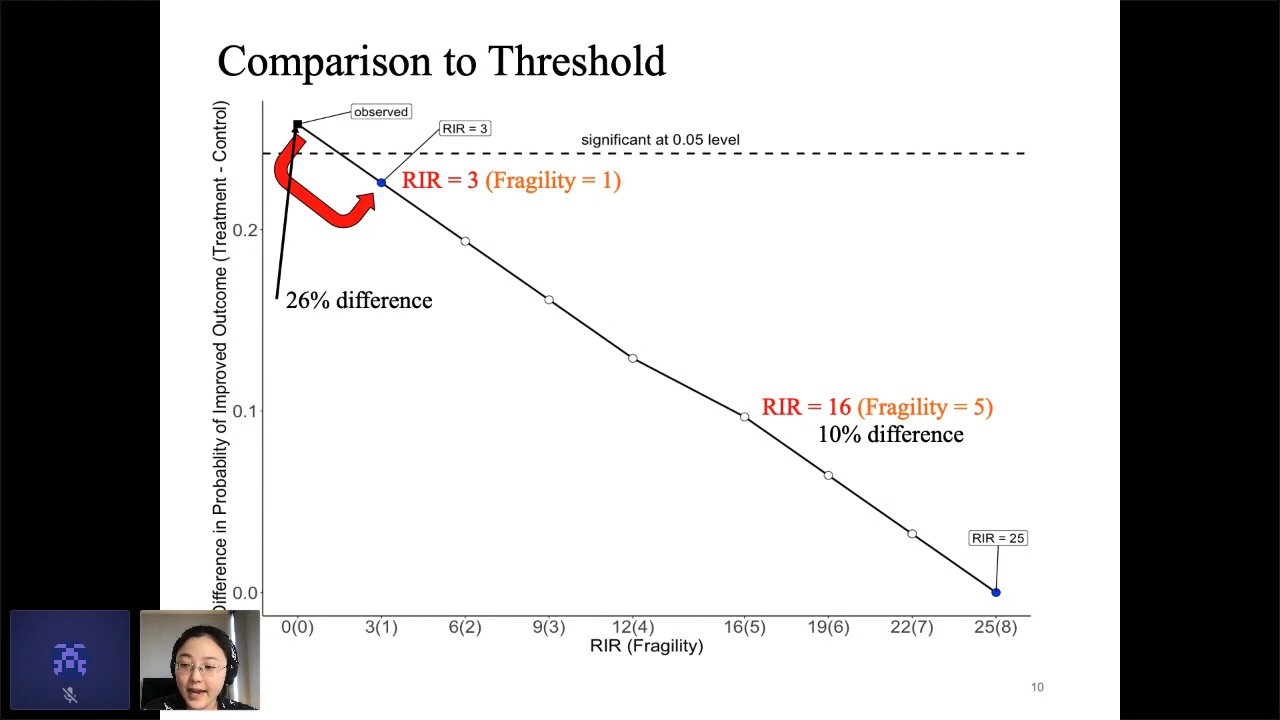 Comparison to Threshold
observed
RIR = 3
significant at 0.05 level
RIR = 3 (Fragility = 1)
Difference in Probablity of Improved Outcome (Treatment - Control)
0.2
26% difference
0.1
RIR = 16 (Fragility = 5)
10% difference
RIR = 25
0.0
0(0) 3(1) 6(2) 9(3) 12(4) 16(5) 19(6) 22(7) 25(8)
RIR (Fragility)
10